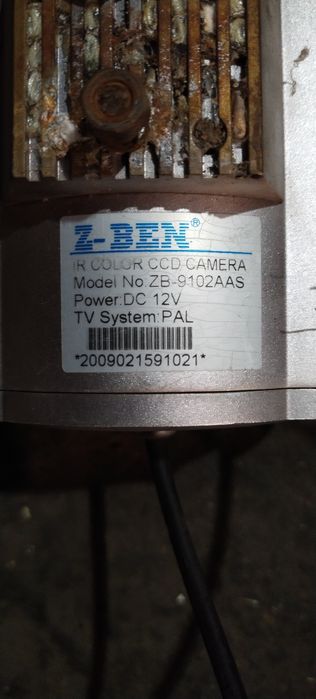 Z-BEN®
IR COLOR CCD CAMERA
Model No.ZB-9102AAS
Power:DC 12V
TV System:PAL
*2009021591021*